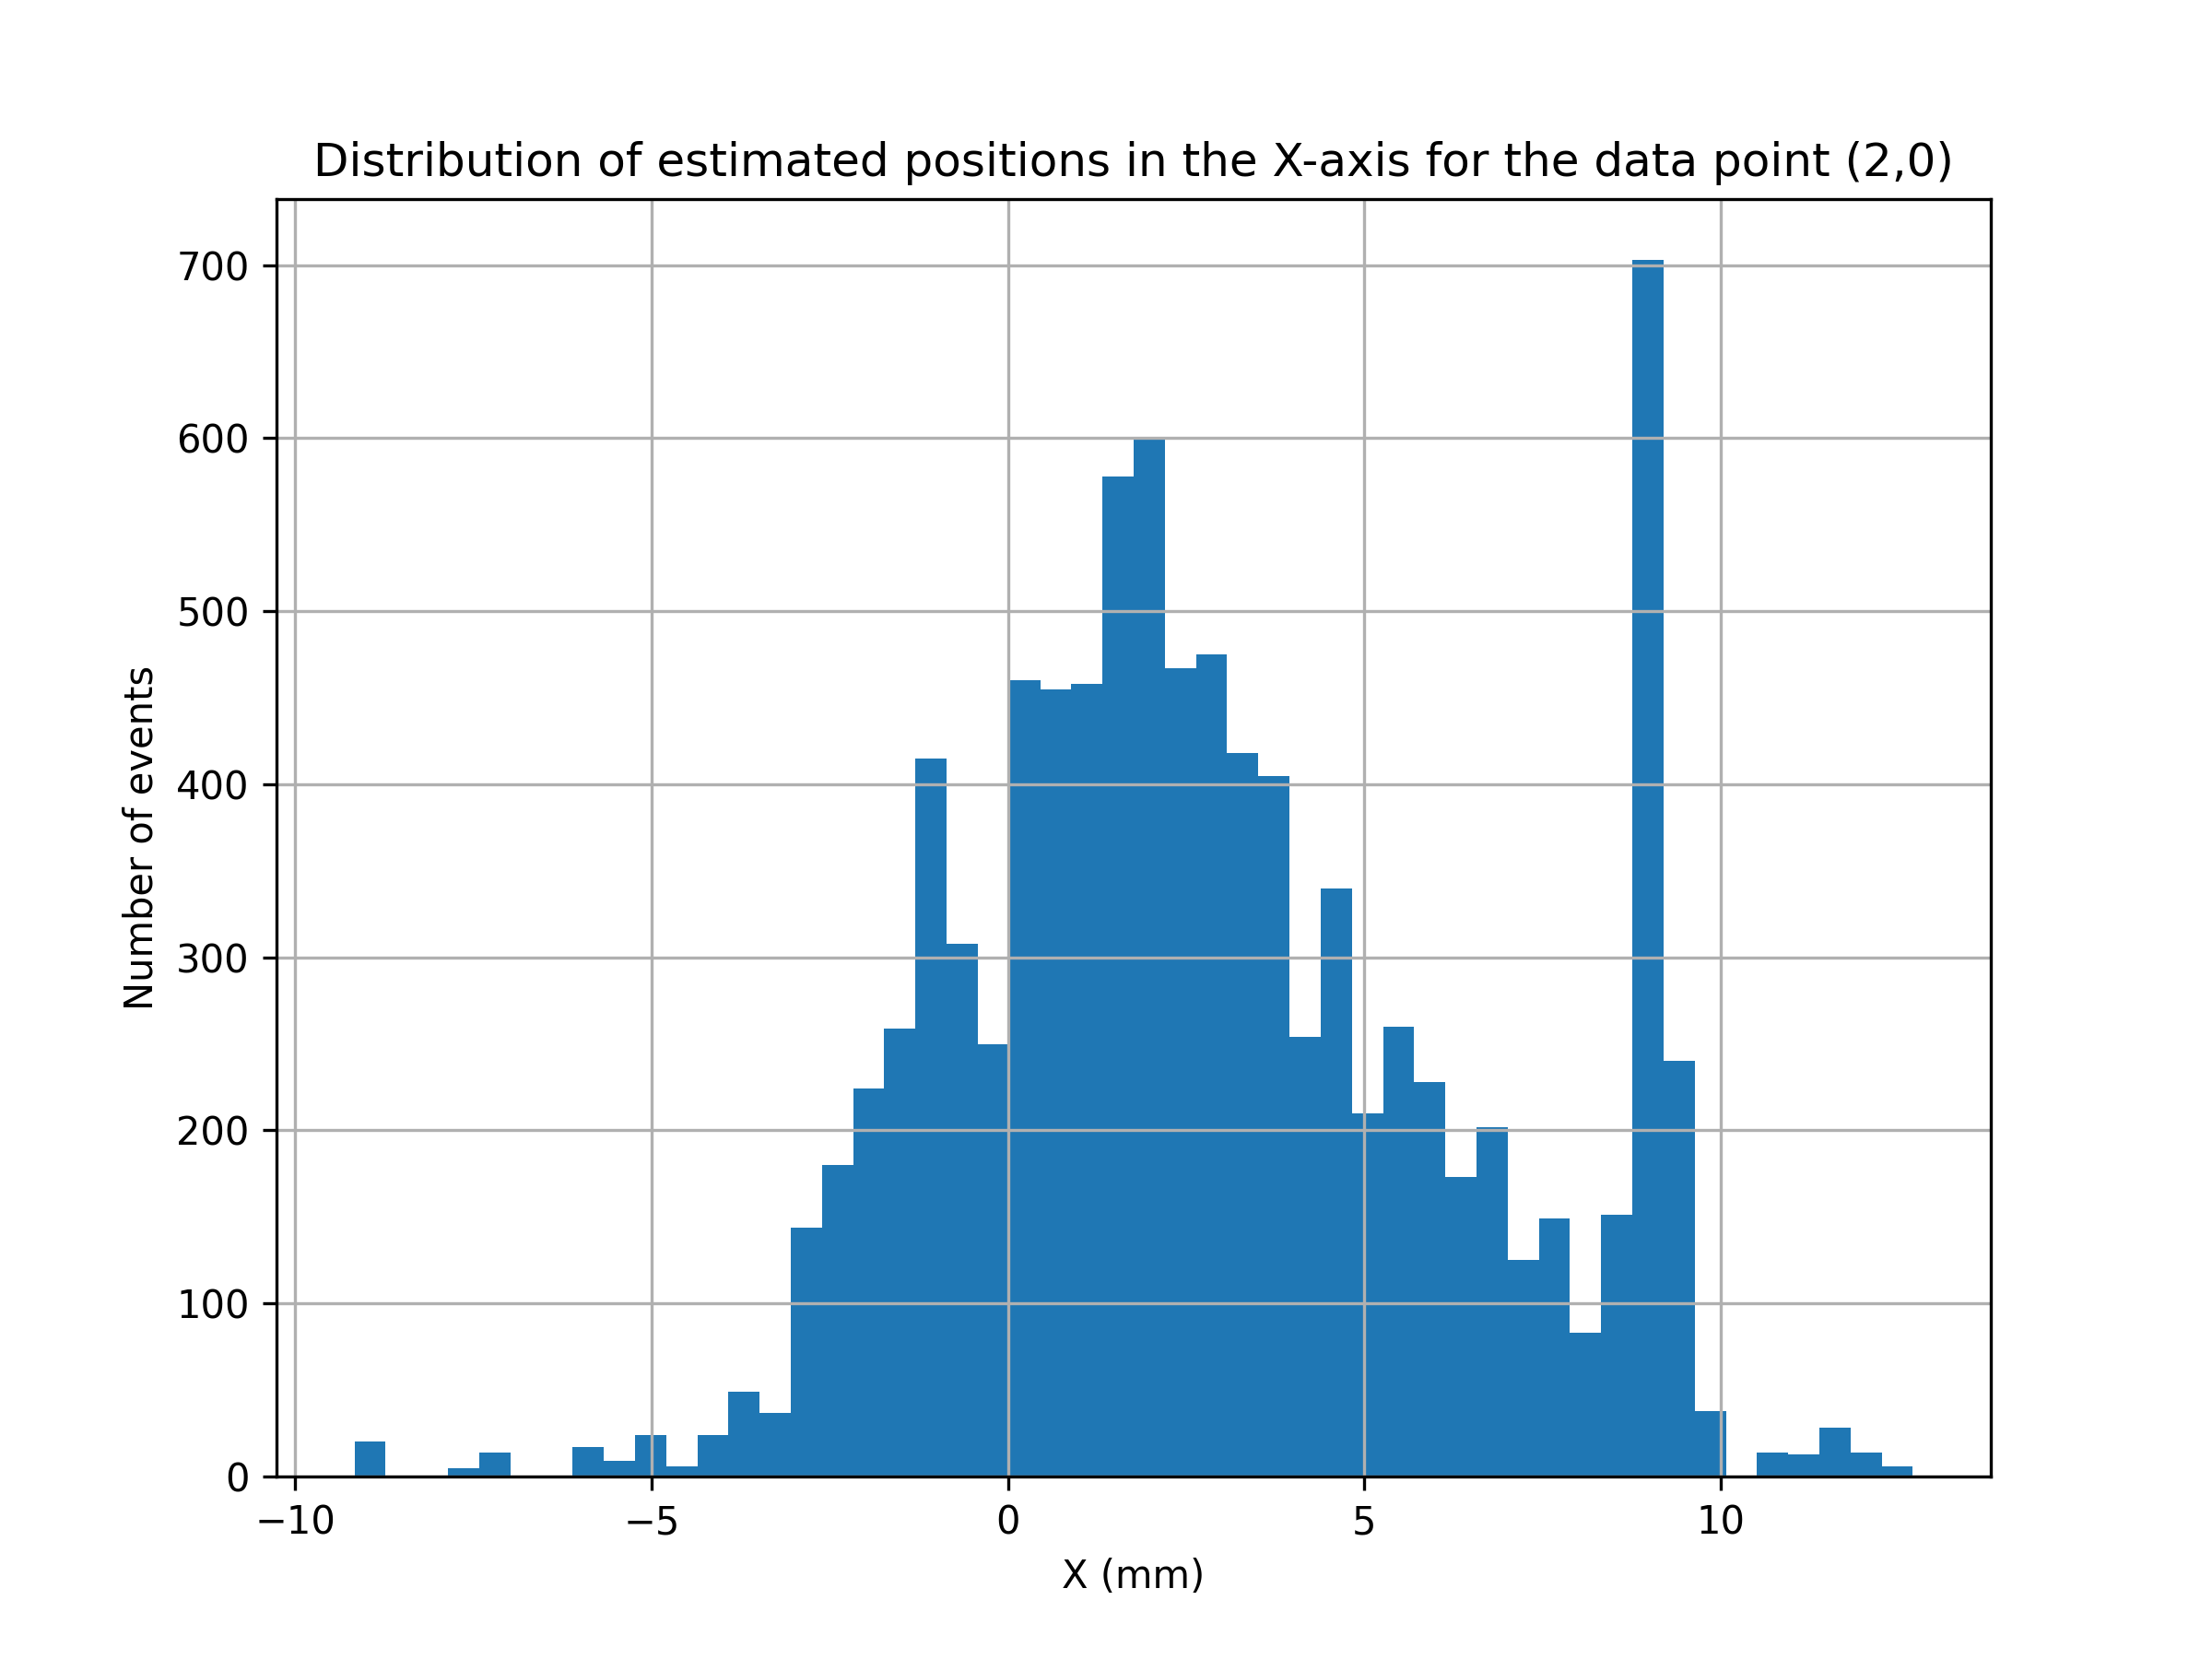 Distribution of estimated positions in the X-axis for the data point (2,0)
700
600
500
400
300
200
100
0
Number of events
−10 −5 0 5 10
X (mm)